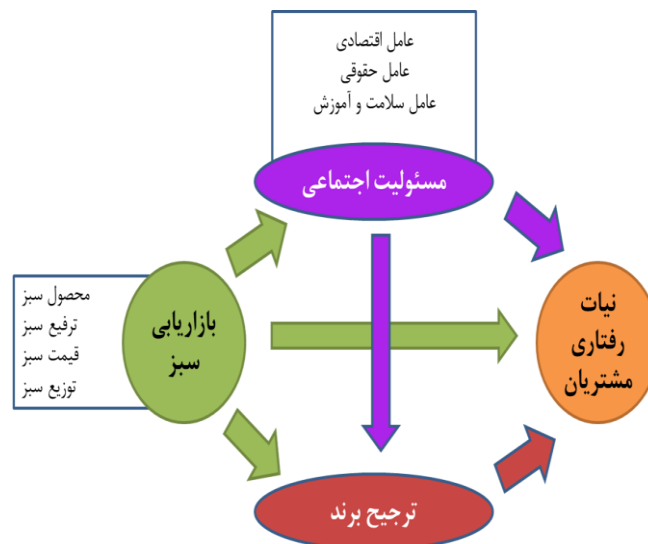 عامل اقتصادی
عامل حقوقی
عامل سلامت و آموزش
مسئولیت اجتماعی
محصول سبز
ترفیع سبز
قیمت سبز
توزیع سبز
بازاریابی
سبز
نیات
رفتاری
مشتریان
ترجیح برند